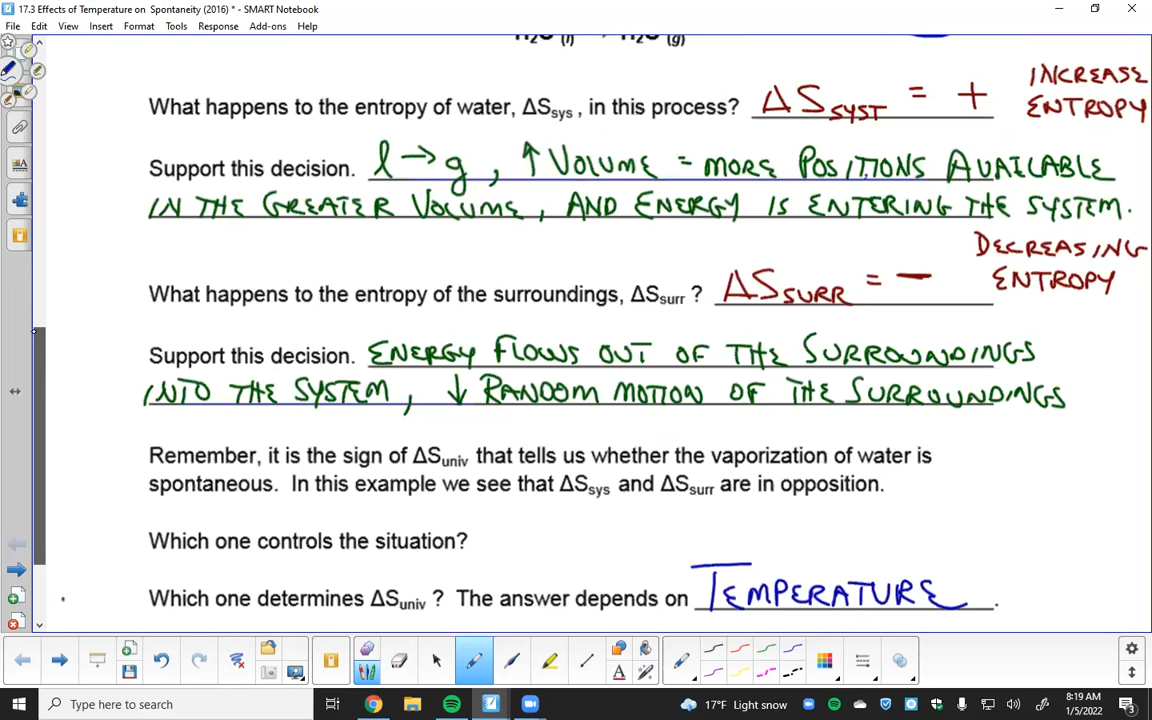 17.3 Effects of Temperature on Spontaneity (2016) * - SMART Notebook
File Edit View Insert Format Tools Response Add-ons Help
H₂O (l) H₂O (g)
What happens to the entropy of water, ΔSsys , in this process? ΔSSYST = + INCREASE
ENTROPY
Support this decision. l → g , ↑ VOLUME = MORE POSITIONS AVAILABLE
IN THE GREATER VOLUME, AND ENERGY IS ENTERING THE SYSTEM.
DECREASING
What happens to the entropy of the surroundings, ΔSsurr ? ΔSSURR = − ENTROPY
Support this decision. ENERGY FLOWS OUT OF THE SURROUNDINGS
INTO THE SYSTEM, ↓ RANDOM MOTION OF THE SURROUNDINGS
Remember, it is the sign of ΔSuniv that tells us whether the vaporization of water is
spontaneous. In this example we see that ΔSsys and ΔSsurr are in opposition.
Which one controls the situation?
Which one determines ΔSuniv ? The answer depends on TEMPERATURE .
Type here to search
17°F Light snow
8:19 AM
1/5/2022
3